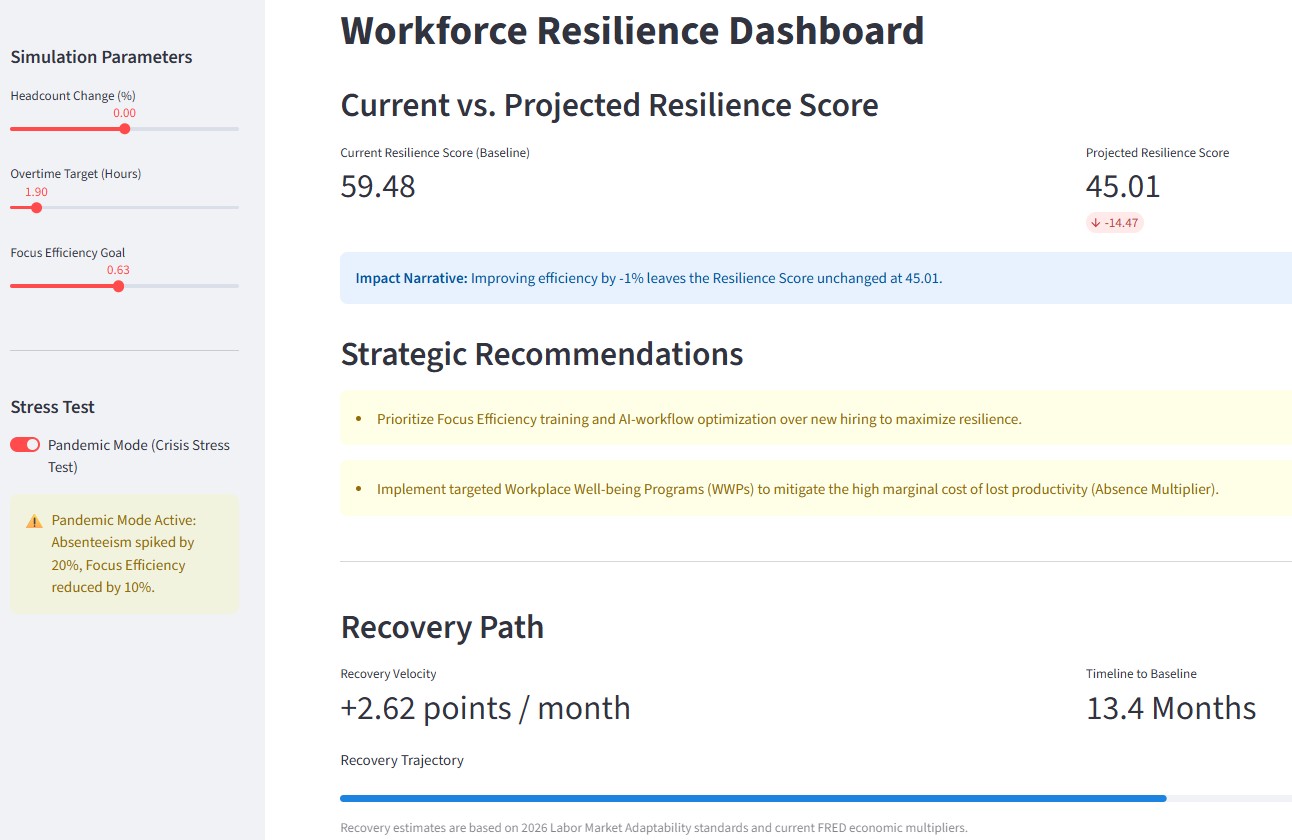 Simulation Parameters
Headcount Change (%)
0.00
Overtime Target (Hours)
1.90
Focus Efficiency Goal
0.63
Stress Test
Pandemic Mode (Crisis Stress
Test)
Pandemic Mode Active:
Absenteeism spiked by
20%, Focus Efficiency
reduced by 10%.
Workforce Resilience Dashboard
Current vs. Projected Resilience Score
Current Resilience Score (Baseline)
59.48
Projected Resilience Score
45.01
↓ -14.47
Impact Narrative: Improving efficiency by -1% leaves the Resilience Score unchanged at 45.01.
Strategic Recommendations
• Prioritize Focus Efficiency training and AI-workflow optimization over new hiring to maximize resilience.
• Implement targeted Workplace Well-being Programs (WWPs) to mitigate the high marginal cost of lost productivity (Absence Multiplier).
Recovery Path
Recovery Velocity
+2.62 points / month
Timeline to Baseline
13.4 Months
Recovery Trajectory
Recovery estimates are based on 2026 Labor Market Adaptability standards and current FRED economic multipliers.